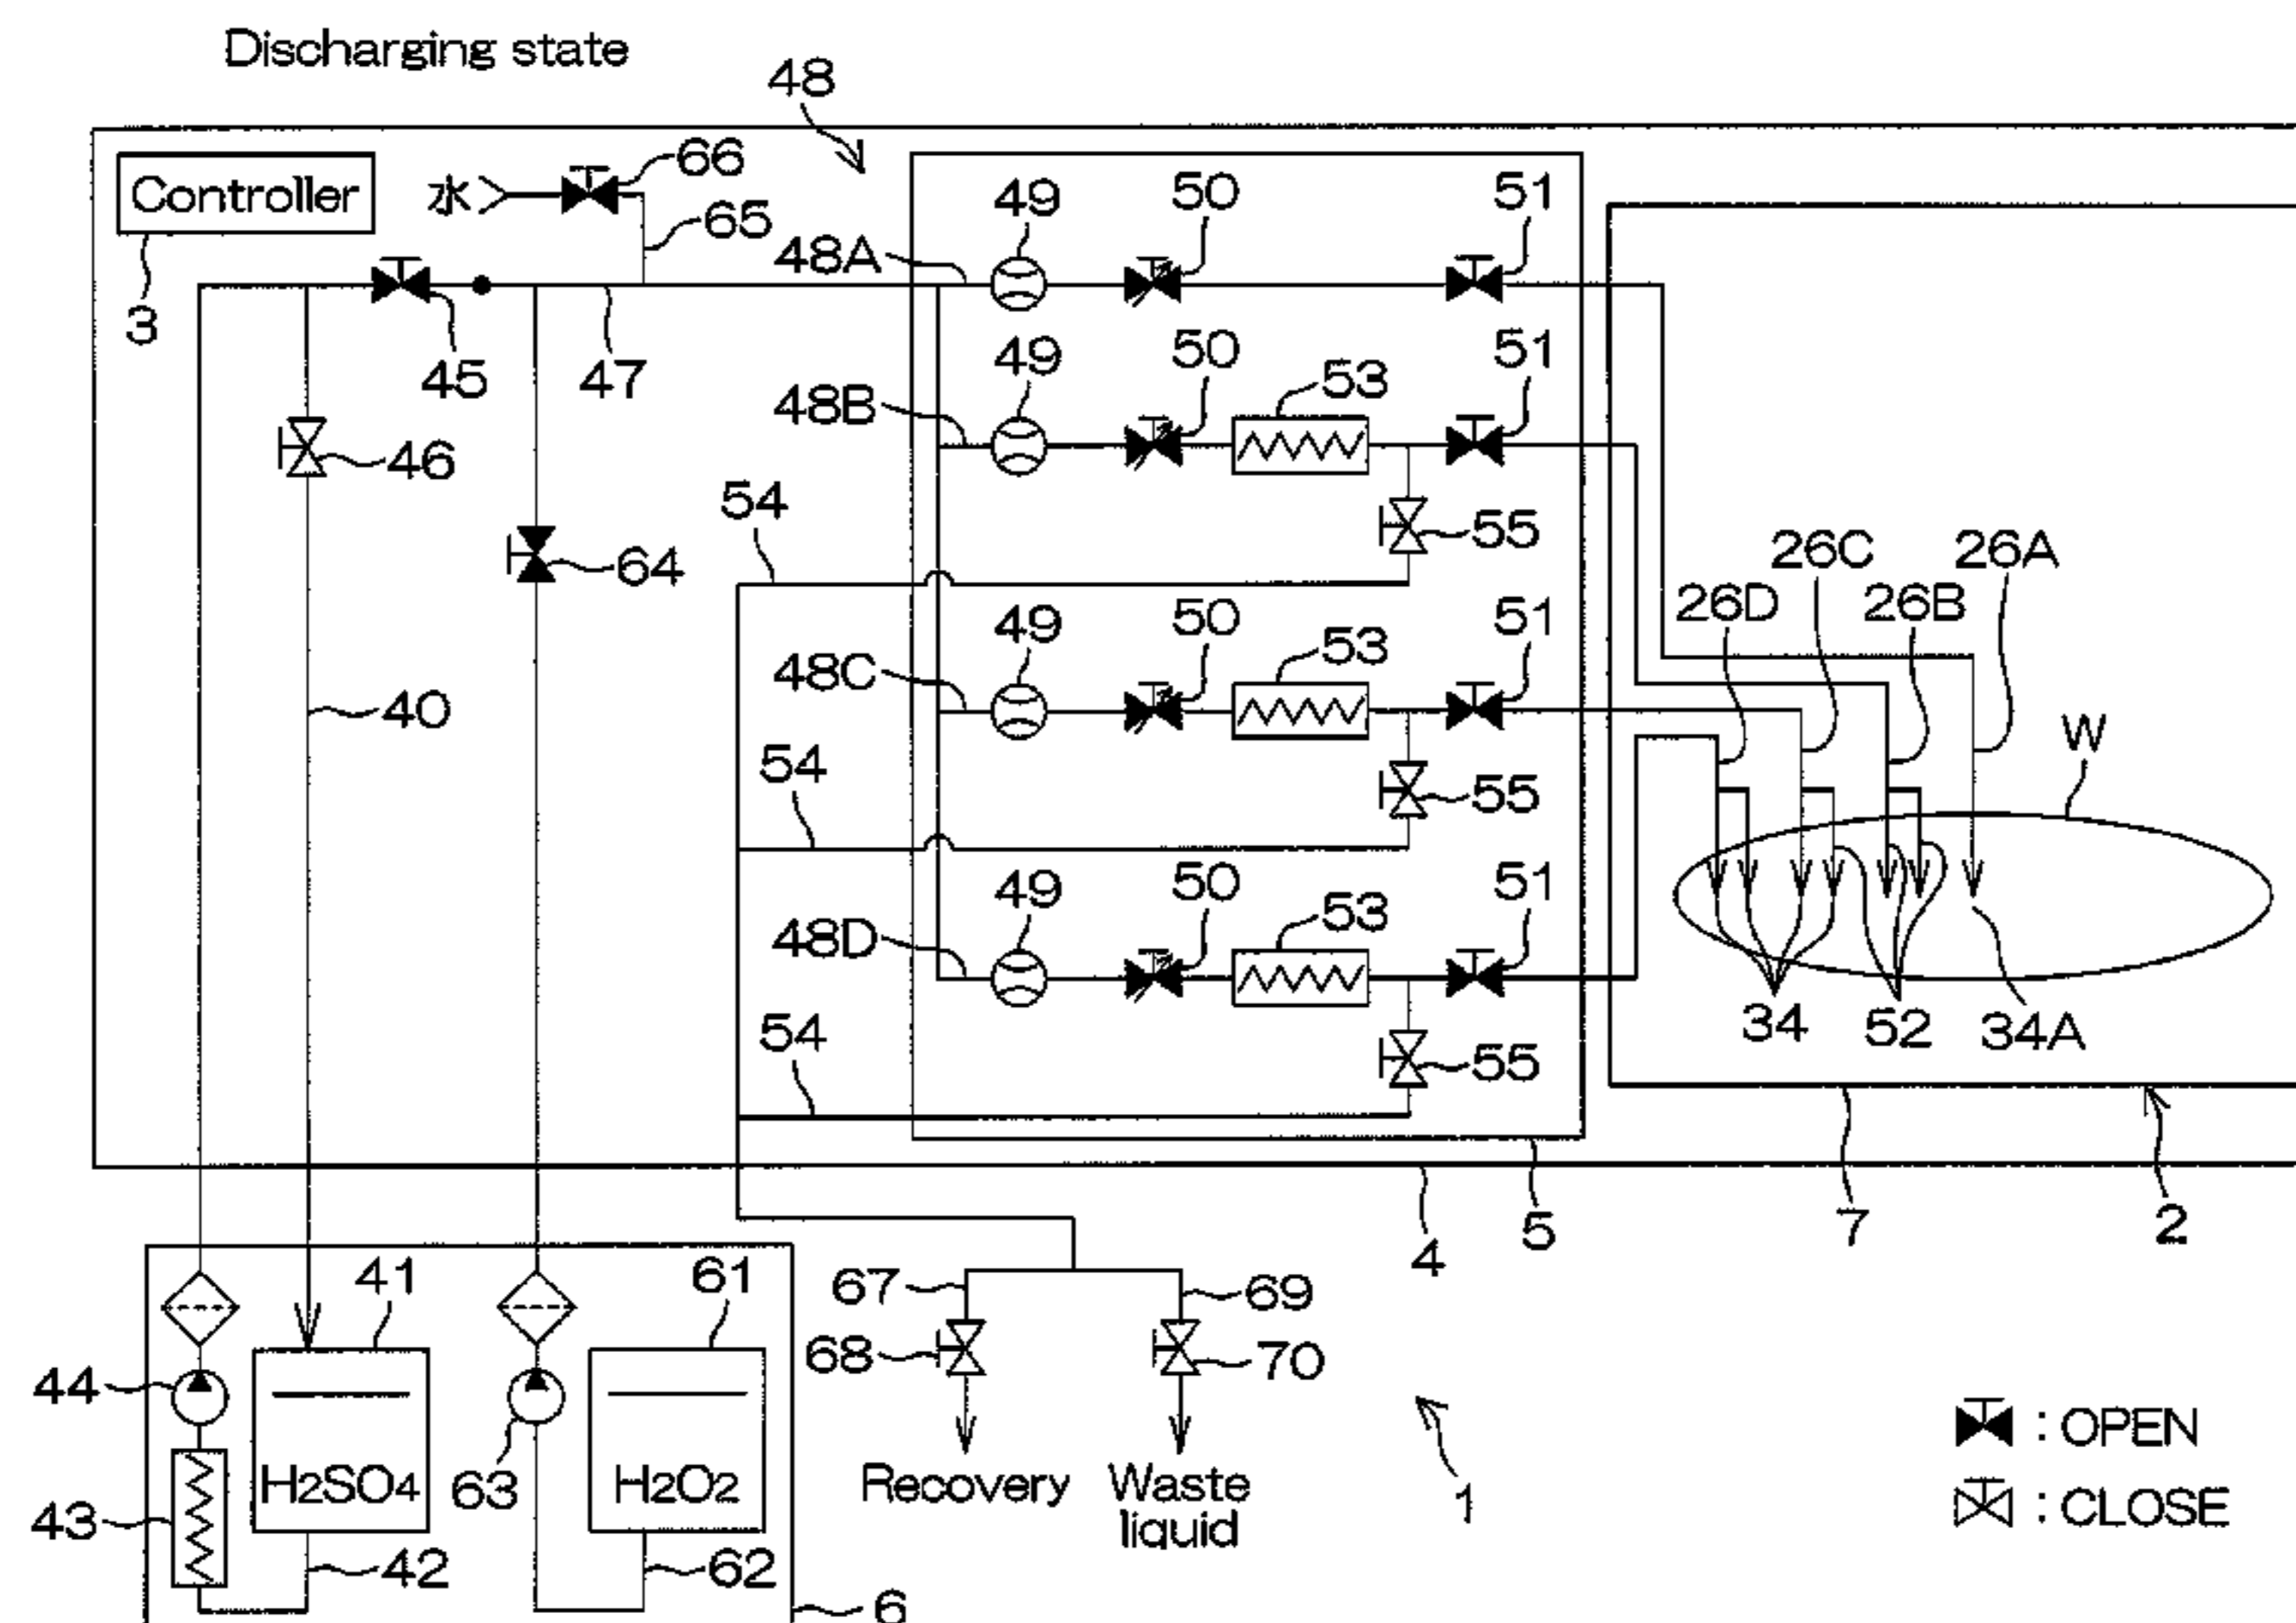 Discharging state
48
Controller
水
66
65
49
50
51
48A
3
45
47
49
50
53
51
48B
46
54
55
64
26C
26A
26D
26B
49
50
53
51
48C
40
W
54
55
49
50
53
51
48D
34
52
34A
54
55
5
7
2
4
41
61
67
69
68
70
44
H2SO4
63
H2O2
Recovery
Waste liquid
1
: OPEN
: CLOSE
43
42
62
6